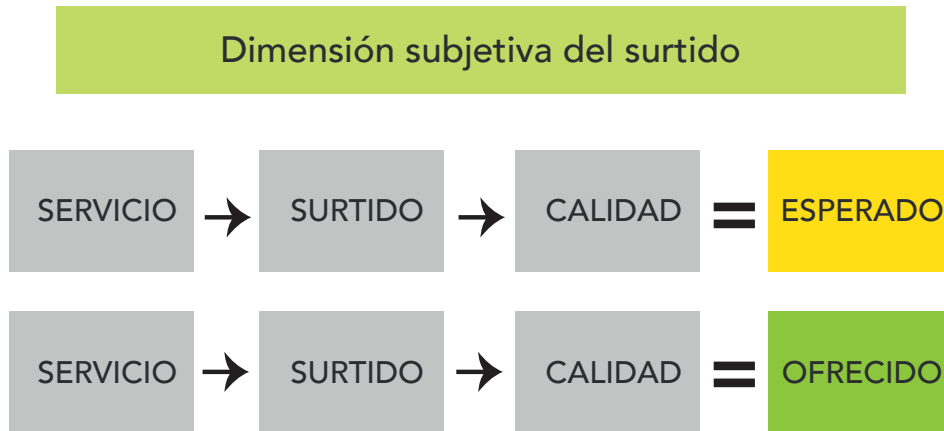 Dimensión subjetiva del surtido
SERVICIO → SURTIDO → CALIDAD = ESPERADO
SERVICIO → SURTIDO → CALIDAD = OFRECIDO